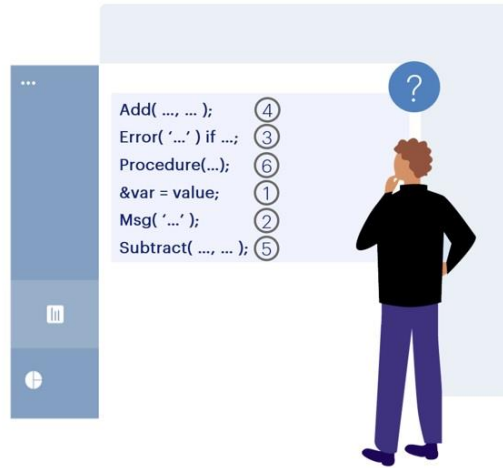 ?
Add( ..., ... ); 4
Error( ‘...’ ) if ...; 3
Procedure(...); 6
&var = value; 1
Msg( ‘...’ ); 2
Subtract( ..., ... ); 5